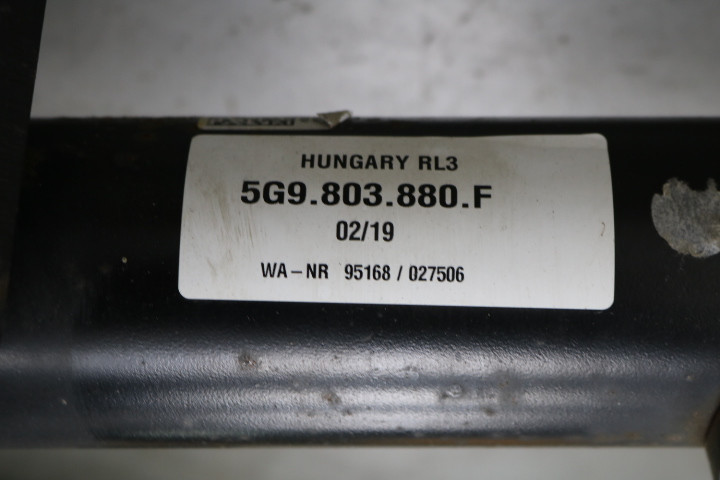 HUNGARY RL3
5G9.803.880.F
02/19
WA-NR 95168 / 027506